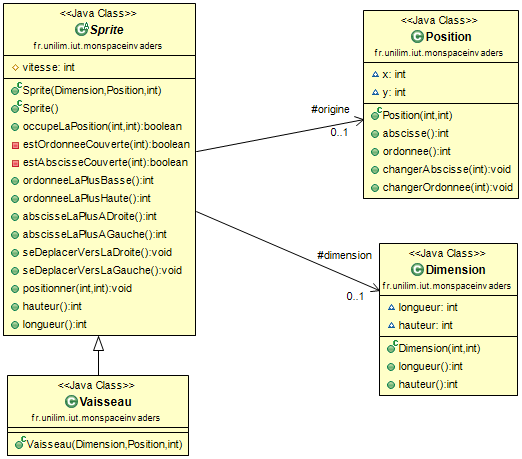 <<Java Class>>
Sprite
fr.unilim.iut.monspaceinvaders
vitesse: int
Sprite(Dimension,Position,int)
Sprite()
occupeLaPosition(int,int):boolean
estOrdonneeCouverte(int):boolean
estAbscisseCouverte(int):boolean
ordonneeLaPlusBasse():int
ordonneeLaPlusHaute():int
abscisseLaPlusADroite():int
abscisseLaPlusAGauche():int
seDeplacerVersLaDroite():void
seDeplacerVersLaGauche():void
positionner(int,int):void
hauteur():int
longueur():int
<<Java Class>>
Vaisseau
fr.unilim.iut.monspaceinvaders
Vaisseau(Dimension,Position,int)
#origine
0..1
<<Java Class>>
Position
fr.unilim.iut.monspaceinvaders
x: int
y: int
Position(int,int)
abscisse():int
ordonnee():int
changerAbscisse(int):void
changerOrdonnee(int):void
#dimension
0..1
<<Java Class>>
Dimension
fr.unilim.iut.monspaceinvaders
longueur: int
hauteur: int
Dimension(int,int)
longueur():int
hauteur():int